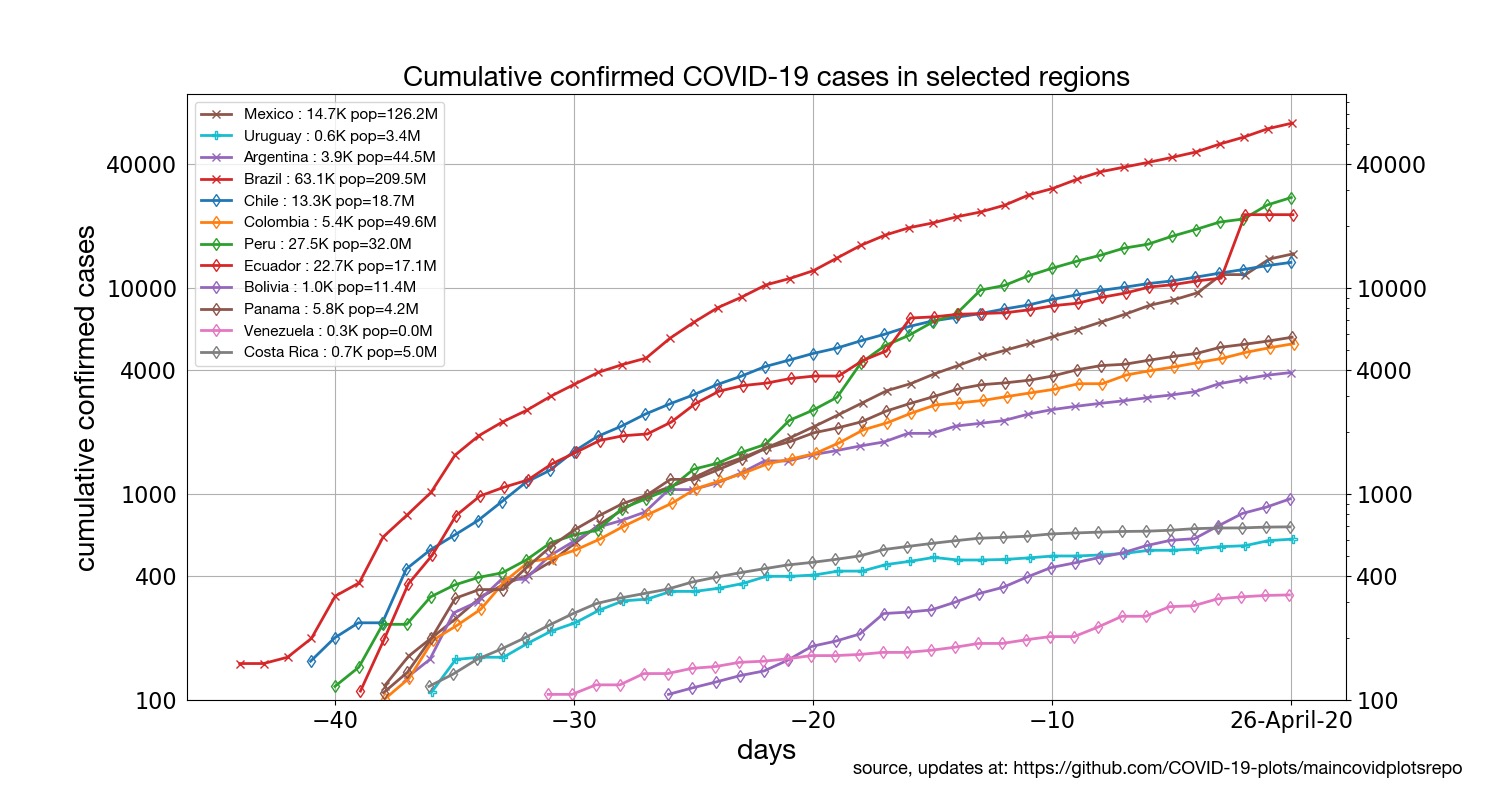 Cumulative confirmed COVID-19 cases in selected regions
Mexico : 14.7K pop=126.2M
Uruguay : 0.6K pop=3.4M
Argentina : 3.9K pop=44.5M
Brazil : 63.1K pop=209.5M
Chile : 13.3K pop=18.7M
Colombia : 5.4K pop=49.6M
Peru : 27.5K pop=32.0M
Ecuador : 22.7K pop=17.1M
Bolivia : 1.0K pop=11.4M
Panama : 5.8K pop=4.2M
Venezuela : 0.3K pop=0.0M
Costa Rica : 0.7K pop=5.0M
cumulative confirmed cases
40000
10000
4000
1000
400
100
40000
10000
4000
1000
400
100
−40 −30 −20 −10 26-April-20
days
source, updates at: https://github.com/COVID-19-plots/maincovidplotsrepo